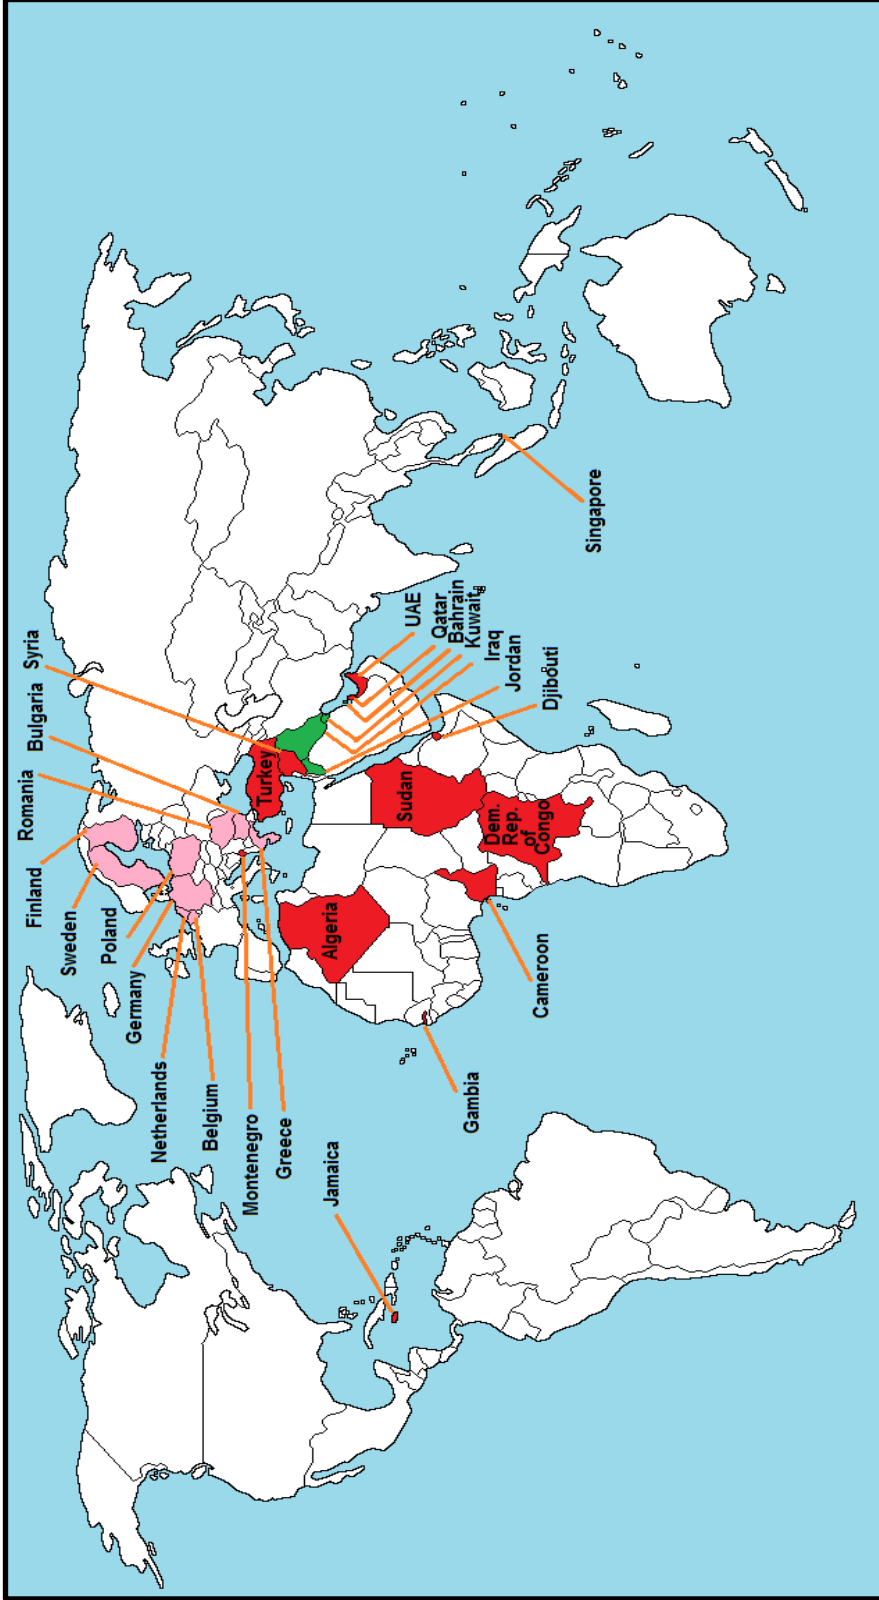 Finland
Sweden
Poland
Germany
Netherlands
Belgium
Montenegro
Greece
Jamaica
Romania
Bulgaria
Syria
Turkey
UAE
Qatar
Bahrain
Kuwait
Iraq
Jordan
Djibouti
Singapore
Algeria
Sudan
Dem.
Rep.
of
Congo
Cameroon
Gambia